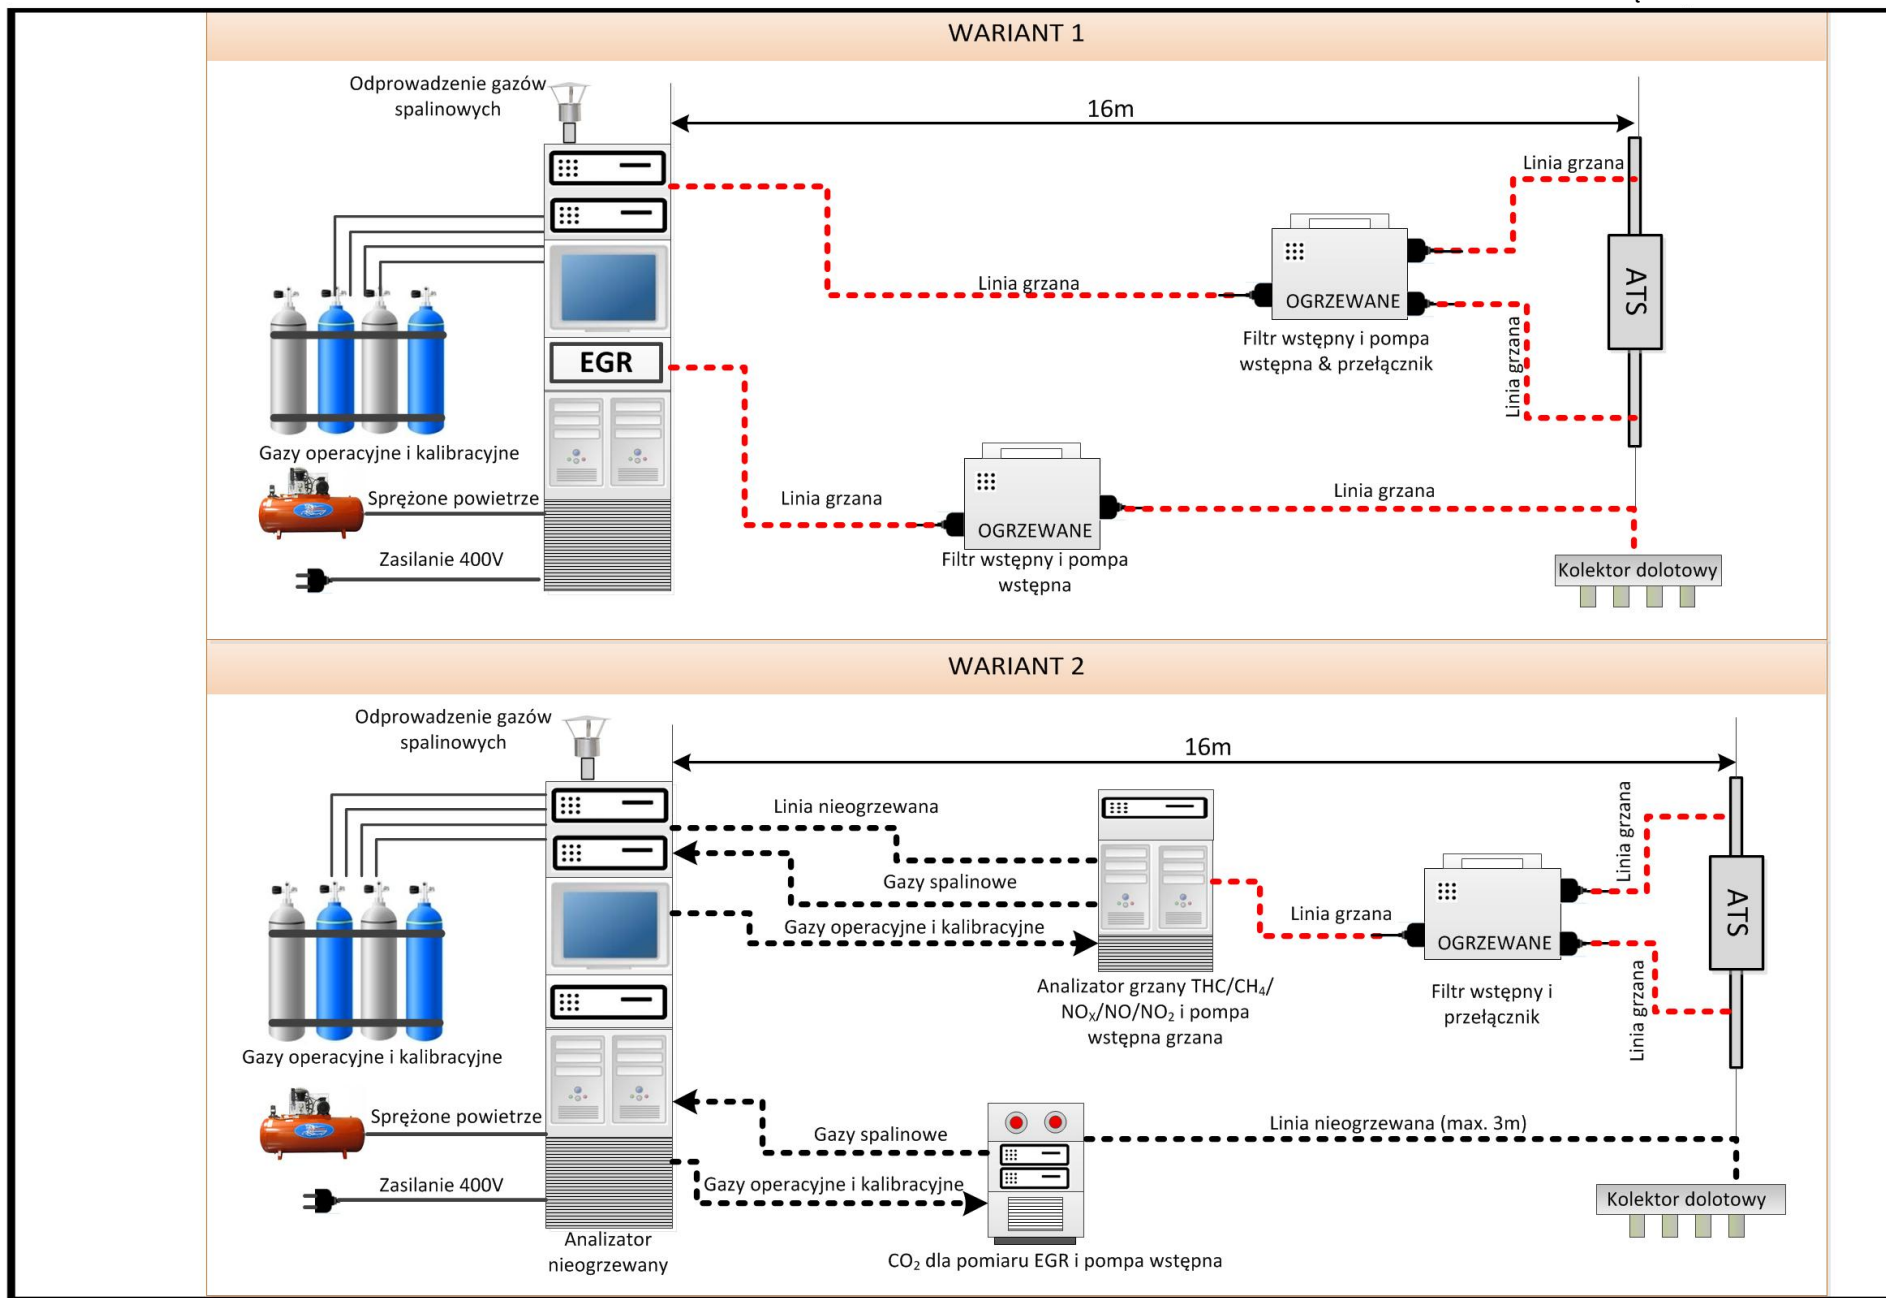 WARIANT 1
Odprowadzenie gazów
spalinowych
16m
Linia grzana
Linia grzana
OGRZEWANE
ATS
Filtr wstępny i pompa
wstępna & przełącznik
Linia grzana
EGR
Gazy operacyjne i kalibracyjne
Sprężone powietrze
Linia grzana
Linia grzana
OGRZEWANE
Zasilanie 400V
Filtr wstępny i pompa
wstępna
Kolektor dolotowy
WARIANT 2
Odprowadzenie gazów
spalinowych
16m
Linia nieogrzewana
Linia grzana
Gazy spalinowe
Gazy operacyjne i kalibracyjne
Linia grzana
OGRZEWANE
ATS
Analizator grzany THC/CH₄/
NOₓ/NO/NO₂ i pompa
wstępna grzana
Filtr wstępny i
przełącznik
Linia grzana
Gazy operacyjne i kalibracyjne
Sprężone powietrze
Gazy spalinowe
Linia nieogrzewana (max. 3m)
Zasilanie 400V
Gazy operacyjne i kalibracyjne
Kolektor dolotowy
Analizator
nieogrzewany
CO₂ dla pomiaru EGR i pompa wstępna